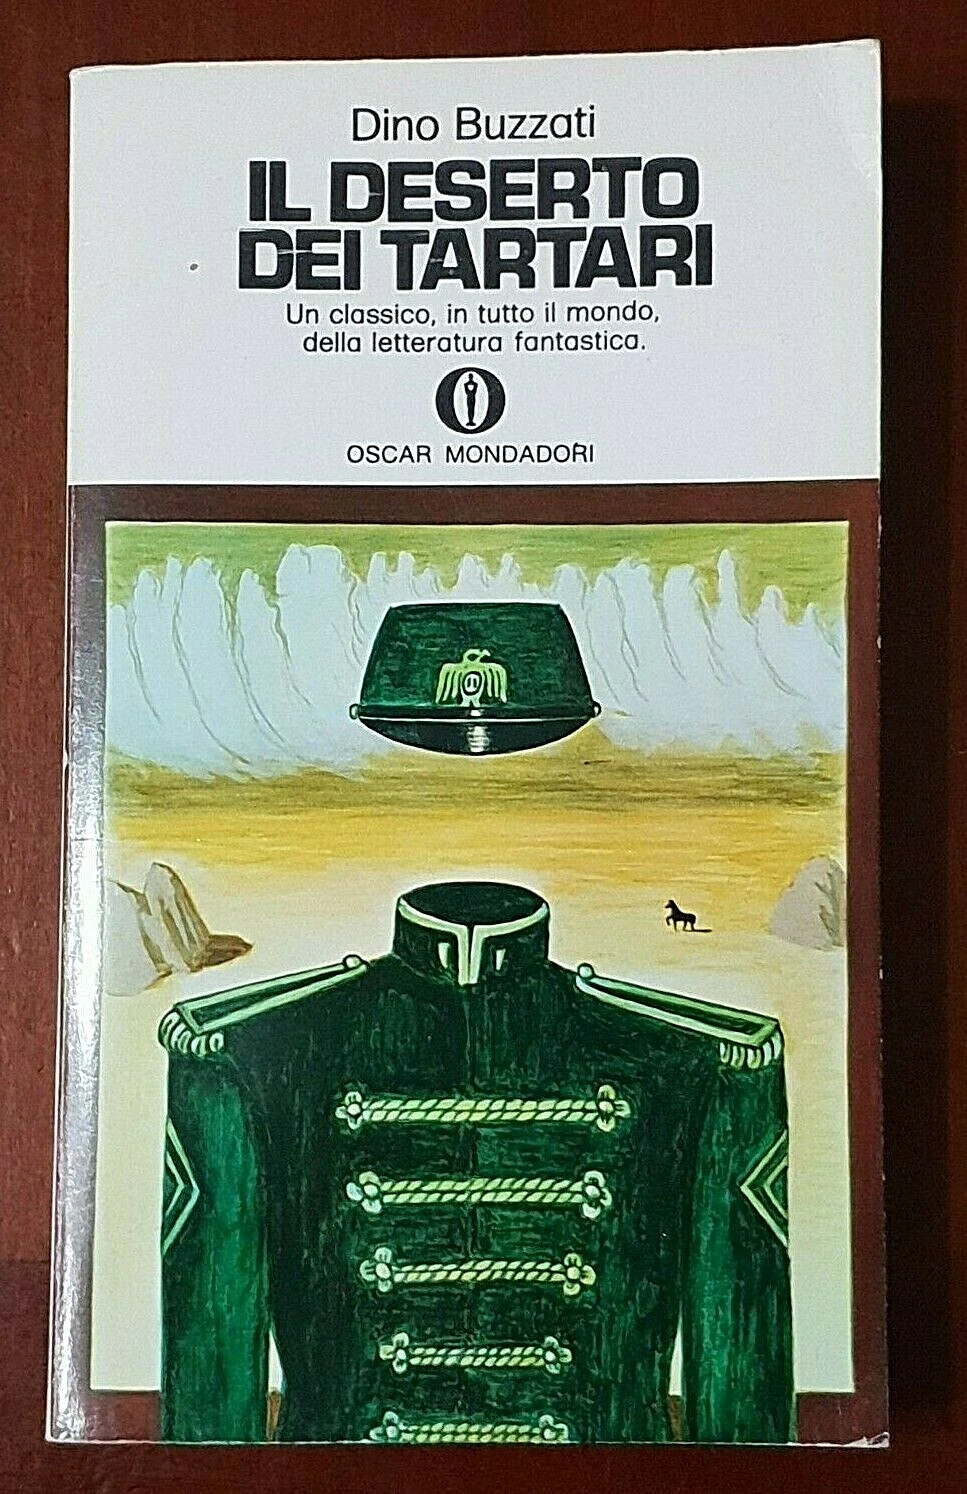 Dino Buzzati
IL DESERTO
DEI TARTARI
Un classico, in tutto il mondo,
della letteratura fantastica.
OSCAR MONDADORI